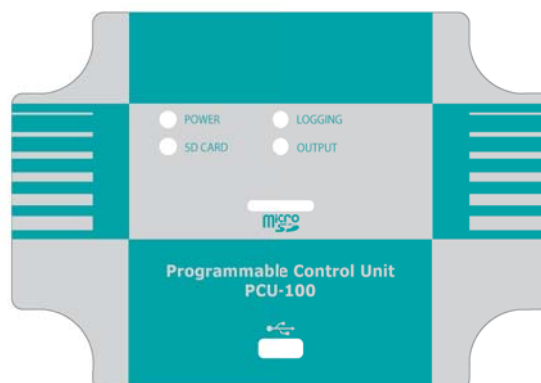 POWER LOGGING
SD CARD OUTPUT
micro
SD
Programmable Control Unit
PCU-100